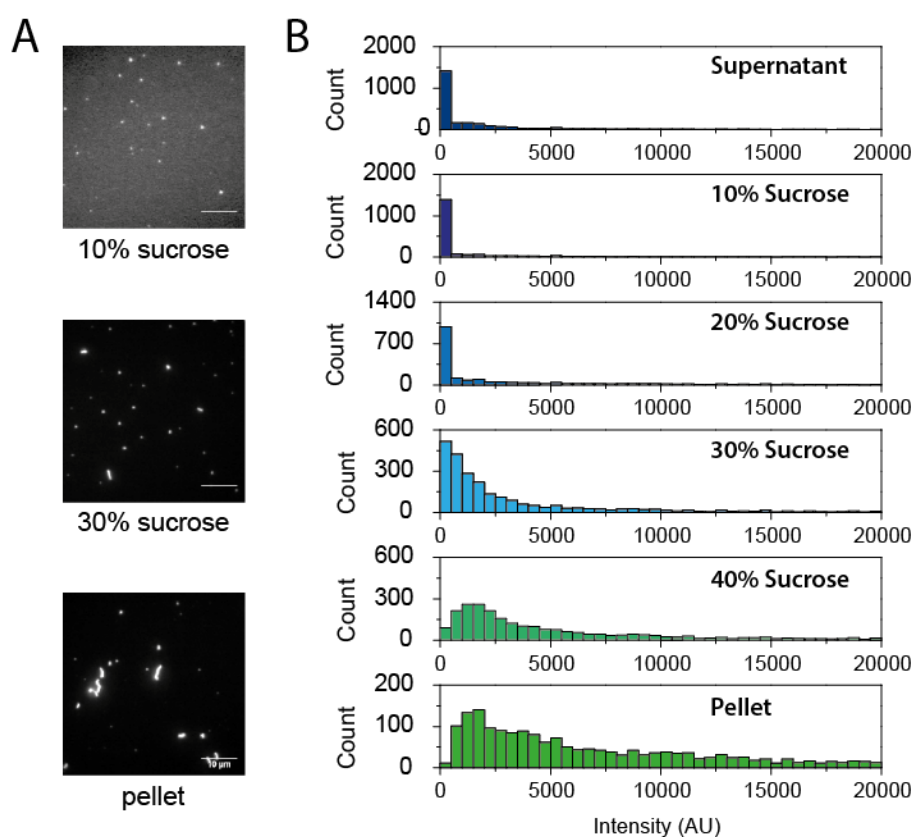 A
10% sucrose
30% sucrose
10 µm
pellet
B
2000
1000
0
Count
Supernatant
0 5000 10000 15000 20000
2000
1000
0
Count
10% Sucrose
0 5000 10000 15000 20000
1400
700
0
Count
20% Sucrose
0 5000 10000 15000 20000
600
300
0
Count
30% Sucrose
0 5000 10000 15000 20000
600
300
0
Count
40% Sucrose
0 5000 10000 15000 20000
200
100
0
Count
Pellet
0 5000 10000 15000 20000
Intensity (AU)